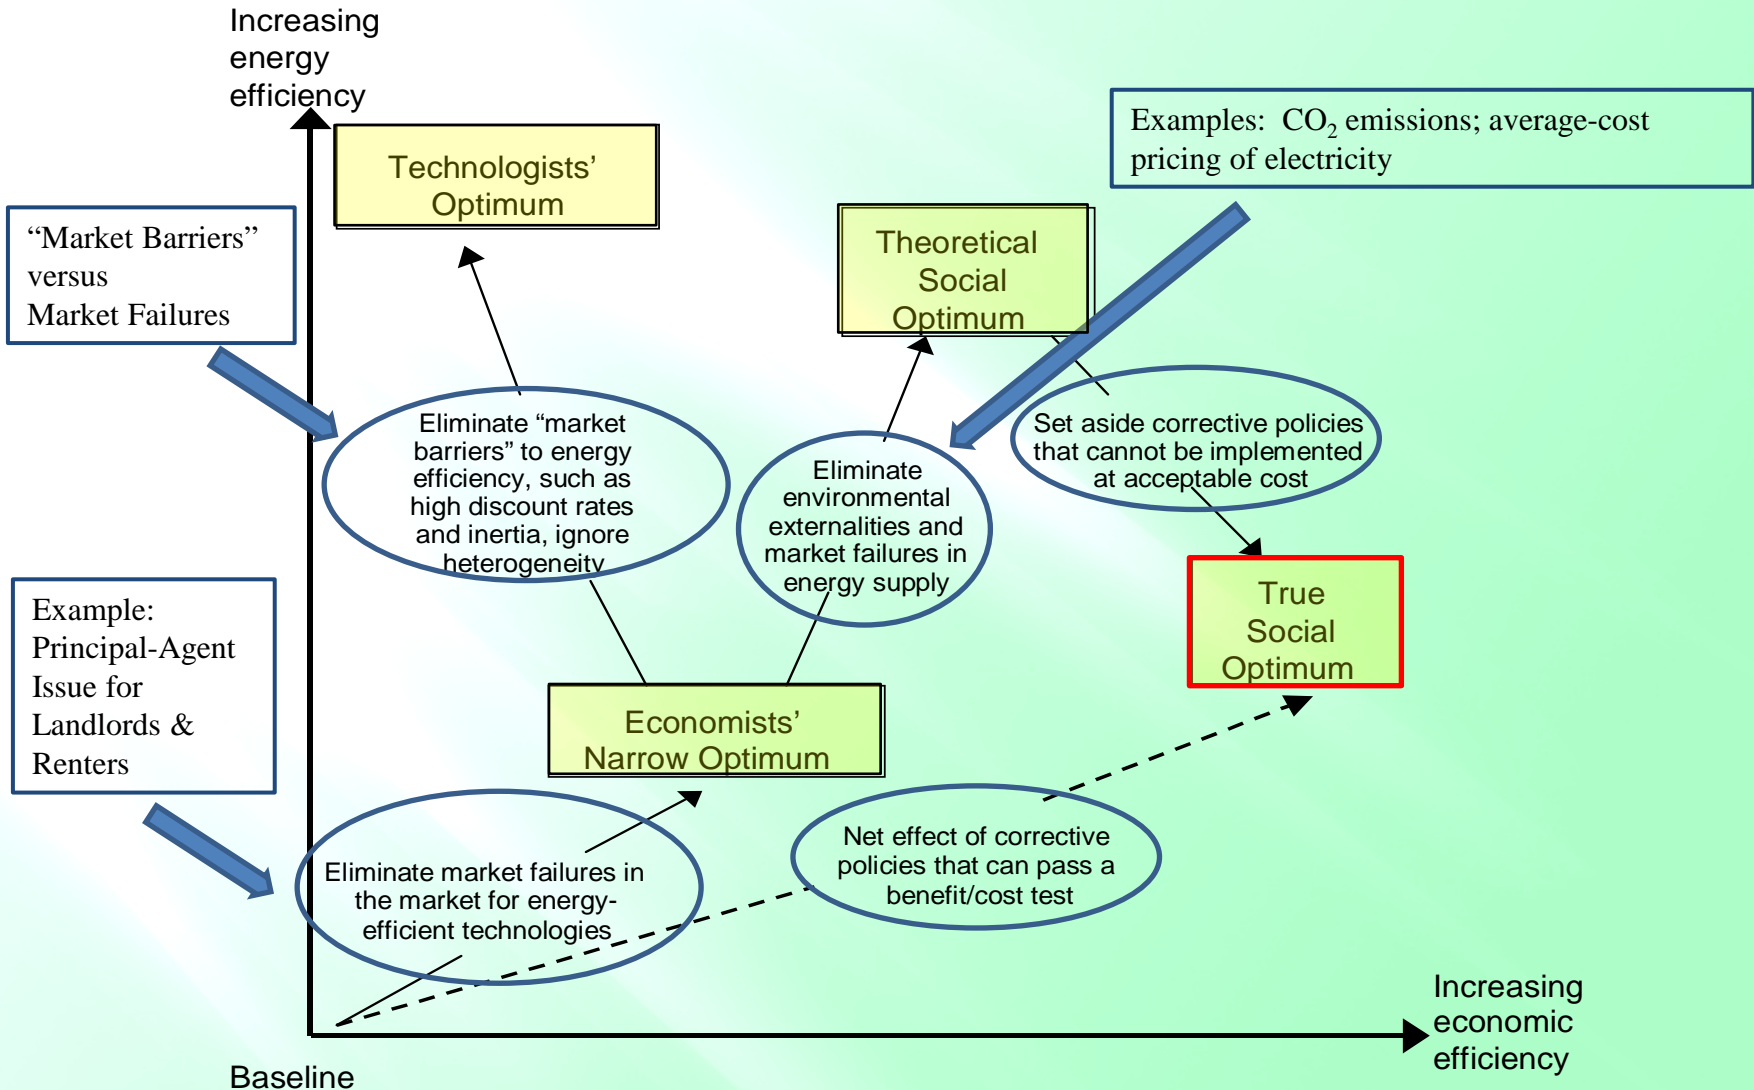 Increasing
energy
efficiency
Technologists’
Optimum
Examples: CO₂ emissions; average-cost
pricing of electricity
“Market Barriers”
versus
Market Failures
Theoretical
Social
Optimum
Eliminate “market
barriers” to energy
efficiency, such as
high discount rates
and inertia, ignore
heterogeneity
Eliminate
environmental
externalities and
market failures in
energy supply
Set aside corrective policies
that cannot be implemented
at acceptable cost
Example:
Principal-Agent
Issue for
Landlords &
Renters
True
Social
Optimum
Economists’
Narrow Optimum
Eliminate market failures in
the market for energy-
efficient technologies
Net effect of corrective
policies that can pass a
benefit/cost test
Increasing
economic
efficiency
Baseline